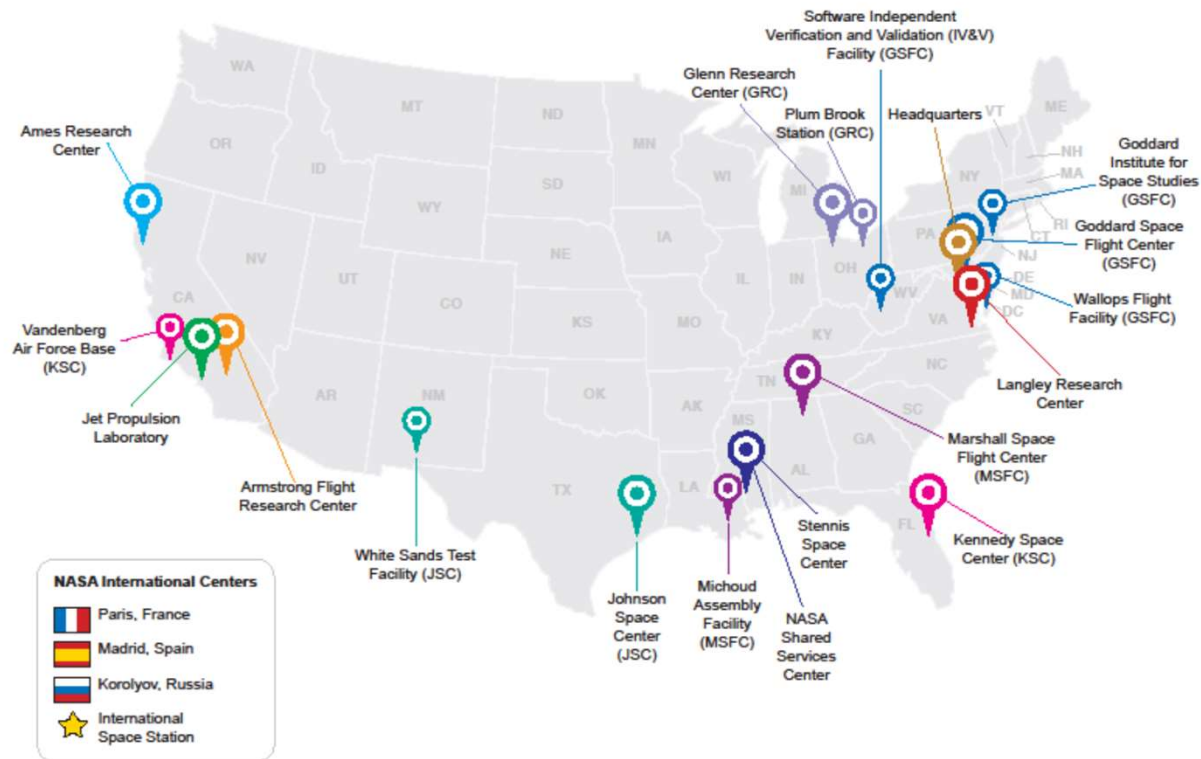 Software Independent
Verification and Validation (IV&V)
Facility (GSFC)
Glenn Research
Center (GRC)
Plum Brook
Station (GRC)
Headquarters
Ames Research
Center
Goddard
Institute for
Space Studies
(GSFC)
Goddard Space
Flight Center
(GSFC)
Wallops Flight
Facility (GSFC)
Vandenberg
Air Force Base
(KSC)
Jet Propulsion
Laboratory
Langley Research
Center
Armstrong Flight
Research Center
Marshall Space
Flight Center
(MSFC)
White Sands Test
Facility (JSC)
Johnson
Space
Center
(JSC)
Michoud
Assembly
Facility
(MSFC)
Stennis
Space
Center
NASA
Shared
Services
Center
Kennedy Space
Center (KSC)
WA
MT
ND
MN
VT
ME
OR
ID
SD
WI
MI
NY
NH
MA
WY
IA
PA
RI
CT
NV
NE
IL
IN
OH
NJ
UT
CO
WV
DE
MD
CA
KS
MO
KY
VA
DC
AR
NM
OK
AK
TN
NC
MS
SC
TX
LA
AL
GA
FL
NASA International Centers
Paris, France
Madrid, Spain
Korolyov, Russia
International
Space Station